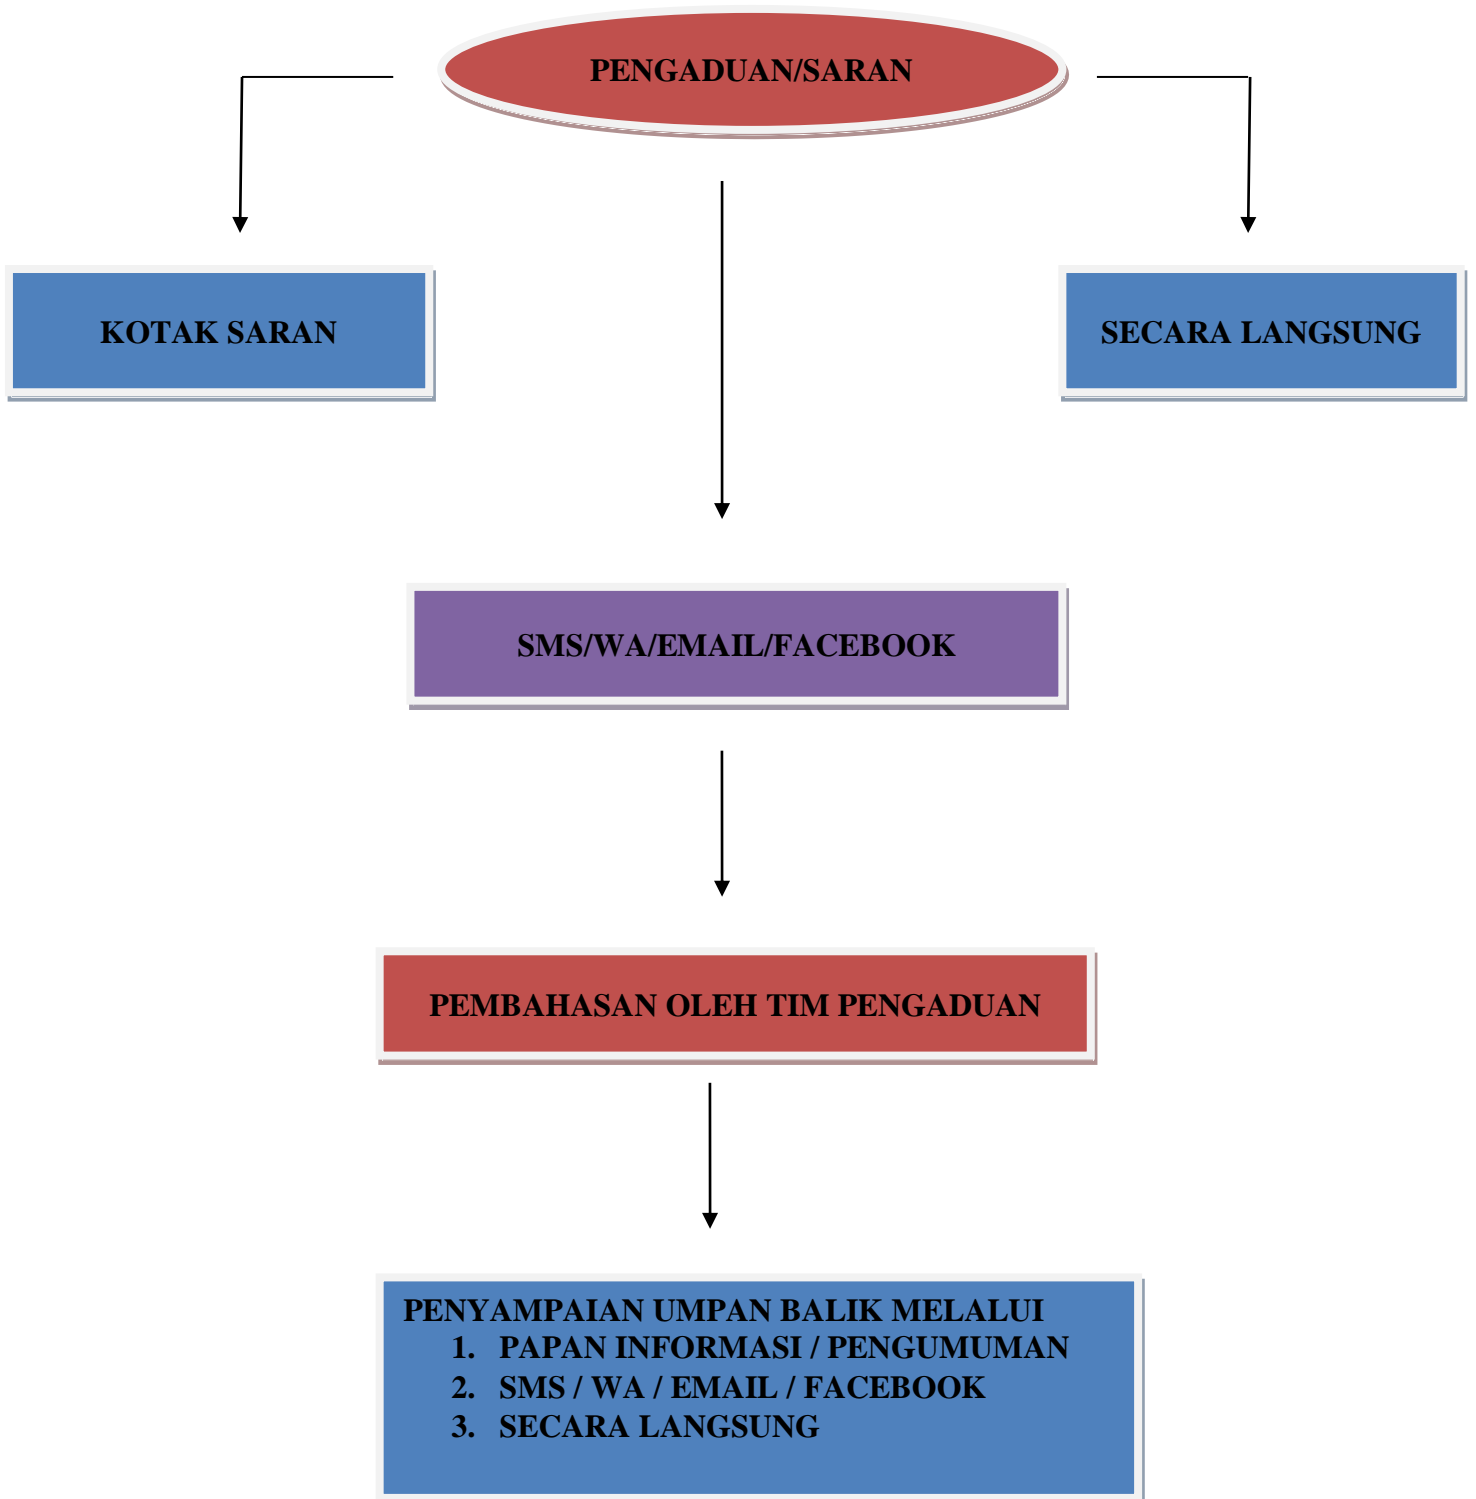 PENGADUAN/SARAN
KOTAK SARAN
SECARA LANGSUNG
SMS/WA/EMAIL/FACEBOOK
PEMBAHASAN OLEH TIM PENGADUAN
PENYAMPAIAN UMPAN BALIK MELALUI
1. PAPAN INFORMASI / PENGUMUMAN
2. SMS / WA / EMAIL / FACEBOOK
3. SECARA LANGSUNG